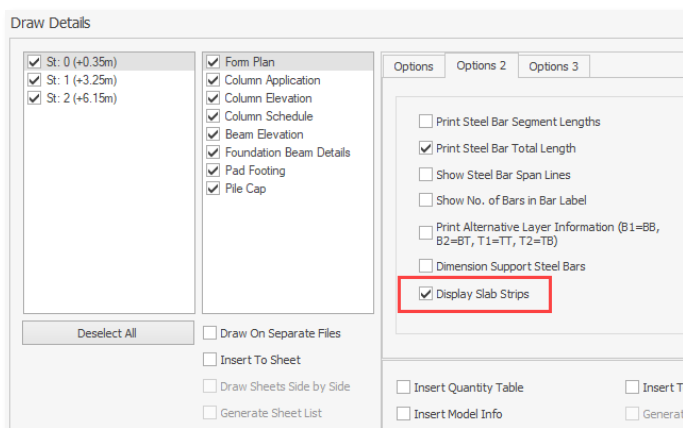 Draw Details
St: 0 (+0.35m)
St: 1 (+3.25m)
St: 2 (+6.15m)
Deselect All
Form Plan
Column Application
Column Elevation
Column Schedule
Beam Elevation
Foundation Beam Details
Pad Footing
Pile Cap
Draw On Separate Files
Insert To Sheet
Draw Sheets Side by Side
Generate Sheet List
Options
Options 2
Options 3
Print Steel Bar Segment Lengths
Print Steel Bar Total Length
Show Steel Bar Span Lines
Show No. of Bars in Bar Label
Print Alternative Layer Information (B1=BB,
B2=BT, T1=TT, T2=TB)
Dimension Support Steel Bars
Display Slab Strips
Insert Quantity Table
Insert T
Insert Model Info
Generat